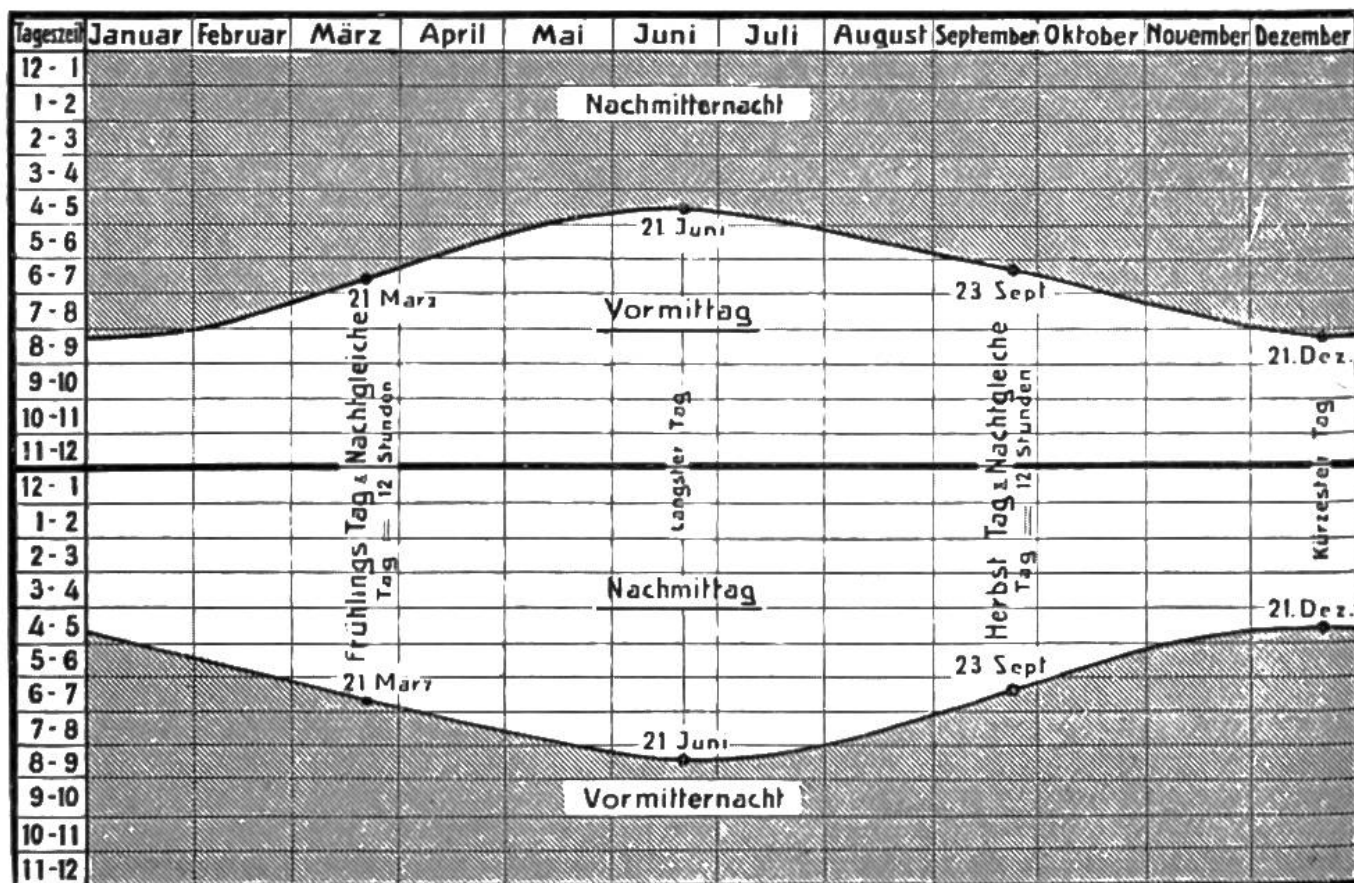 Tageszeit Januar Februar März April Mai Juni Juli August September Oktober November Dezember
12 - 1
1 - 2
Nachmitternacht
2 - 3
3 - 4
4 - 5
21 Juni
5 - 6
6 - 7
21 März
23 Sept
7 - 8
Vormittag
8 - 9
21. Dez.
9 - 10
10 - 11
11 - 12
Frühlings Tag & Nachtgleiche
Tag = 12 Stunden
Längster Tag
Herbst Tag & Nachtgleiche
Tag = 12 Stunden
Kürzester Tag
12 - 1
1 - 2
2 - 3
3 - 4
Nachmittag
4 - 5
21. Dez.
5 - 6
23 Sept
6 - 7
21 März
7 - 8
21 Juni
8 - 9
9 - 10
Vormitternacht
10 - 11
11 - 12